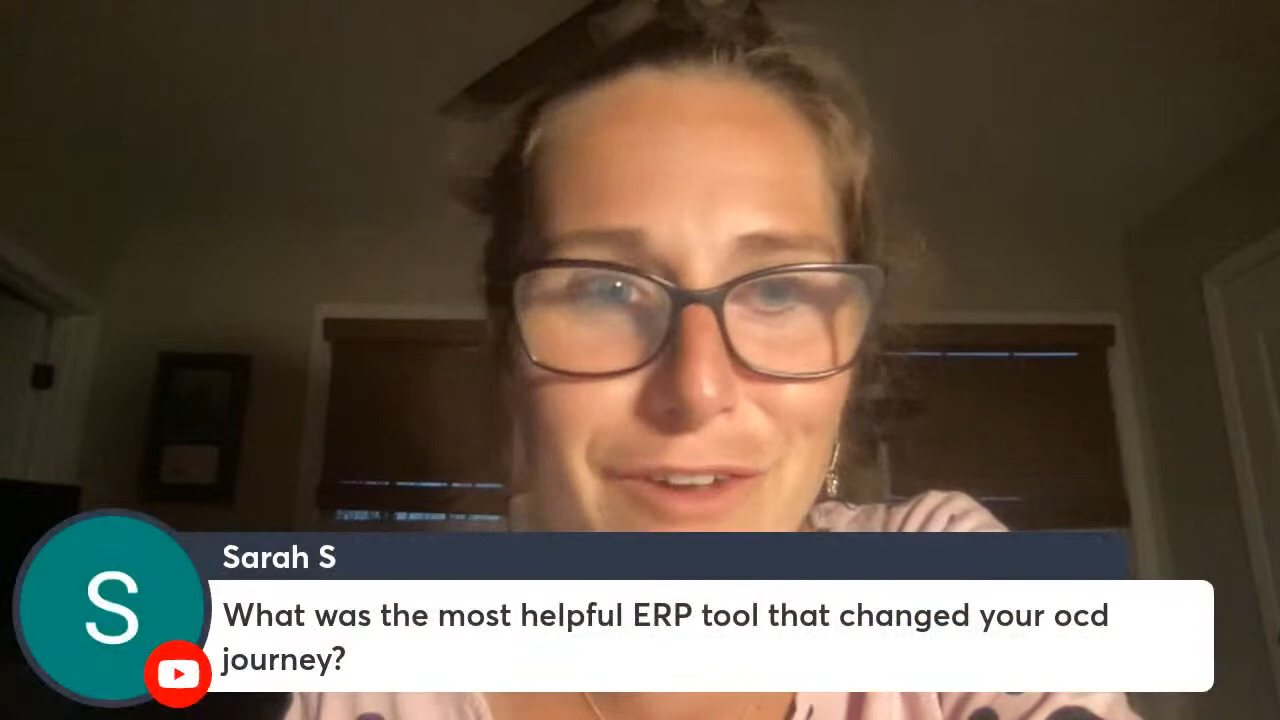 Sarah S
What was the most helpful ERP tool that changed your ocd
journey?
S